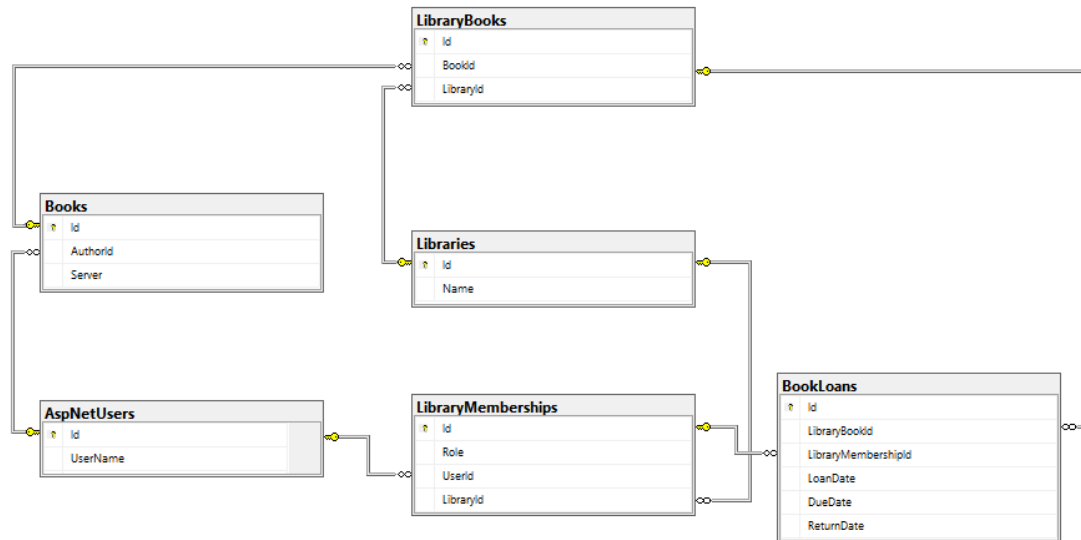 LibraryBooks
Id
BookId
LibraryId
Books
Id
AuthorId
Server
Libraries
Id
Name
AspNetUsers
Id
UserName
LibraryMemberships
Id
Role
UserId
LibraryId
BookLoans
Id
LibraryBookId
LibraryMembershipId
LoanDate
DueDate
ReturnDate